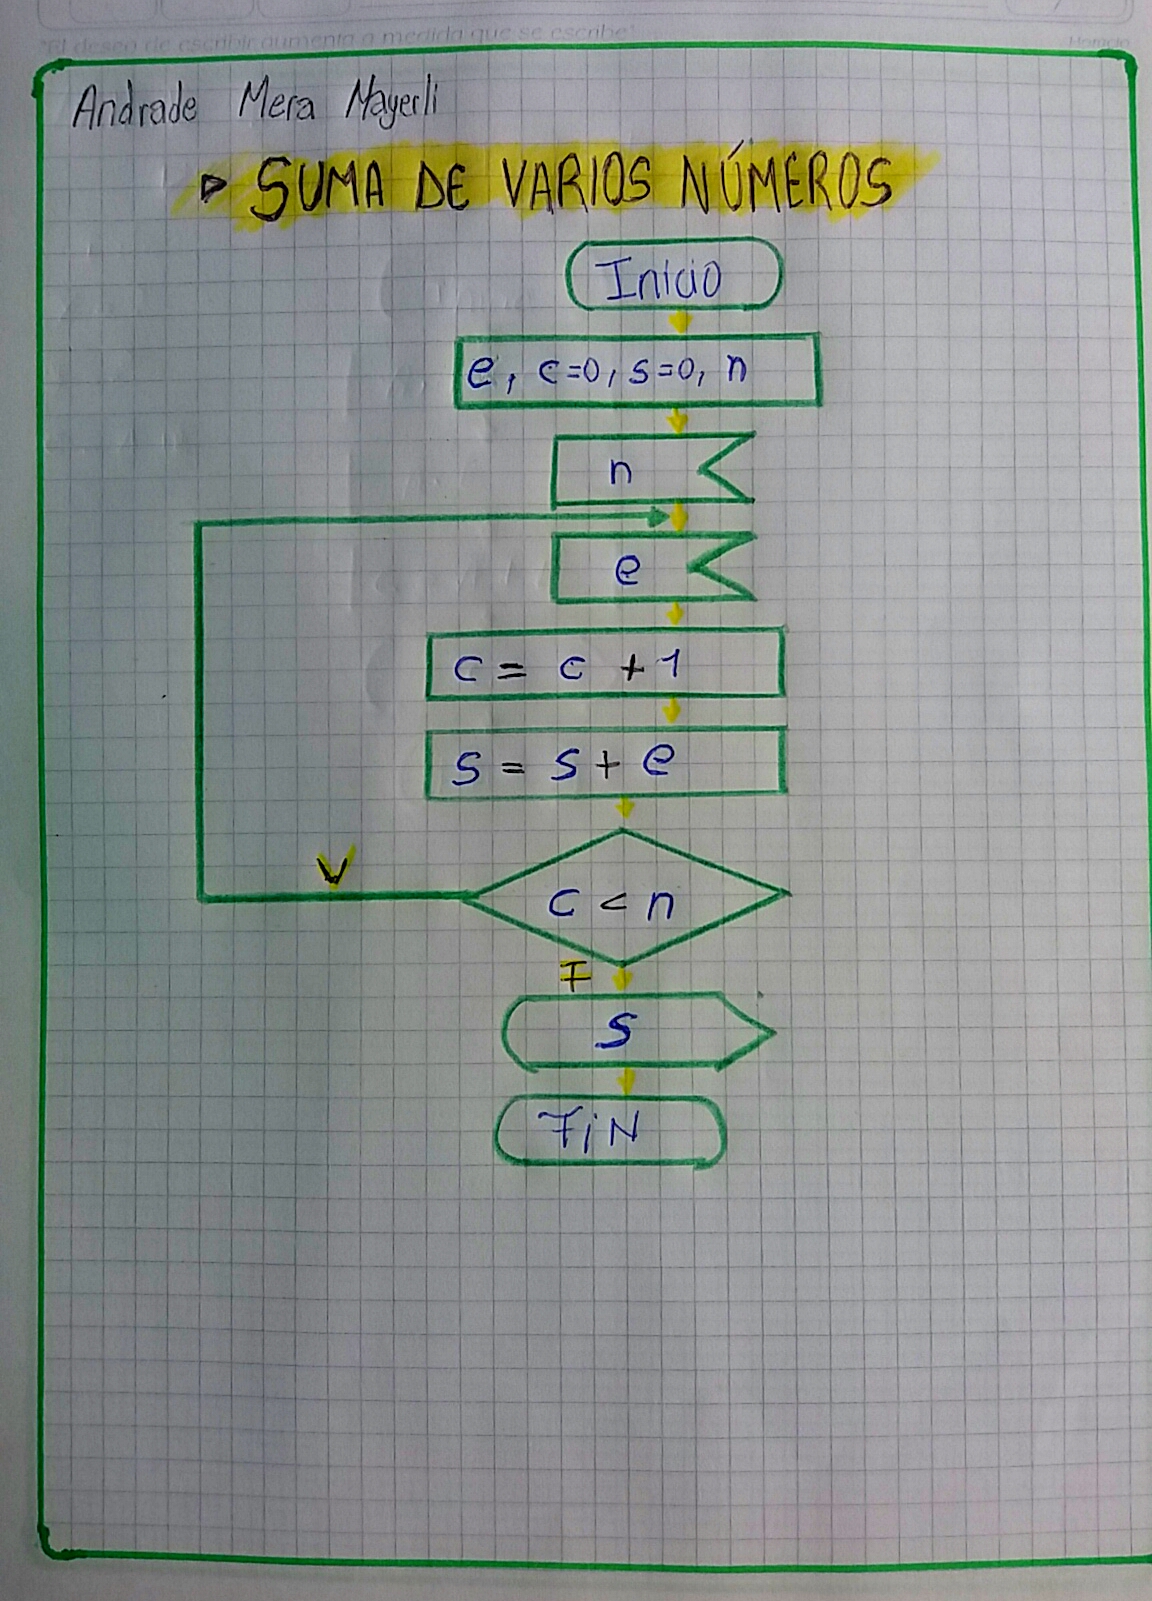 "El deseo de escribir aumenta a medida que se escribe"
Andrade Mera Mayerli
SUMA DE VARIOS NÚMEROS
Inicio
e, c=0, s=0, n
n
e
c = c + 1
s = s + e
V
c < n
F
s
FiN